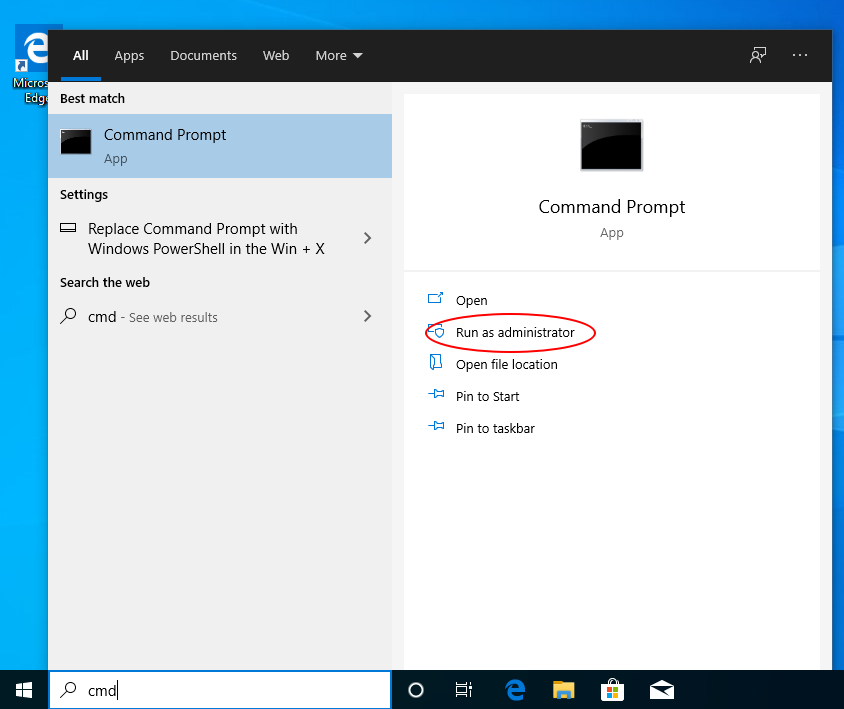 Micros
Edge
All Apps Documents Web More
Best match
Command Prompt
App
Settings
Replace Command Prompt with
Windows PowerShell in the Win + X
Search the web
cmd - See web results
Command Prompt
App
Open
Run as administrator
Open file location
Pin to Start
Pin to taskbar
cmd